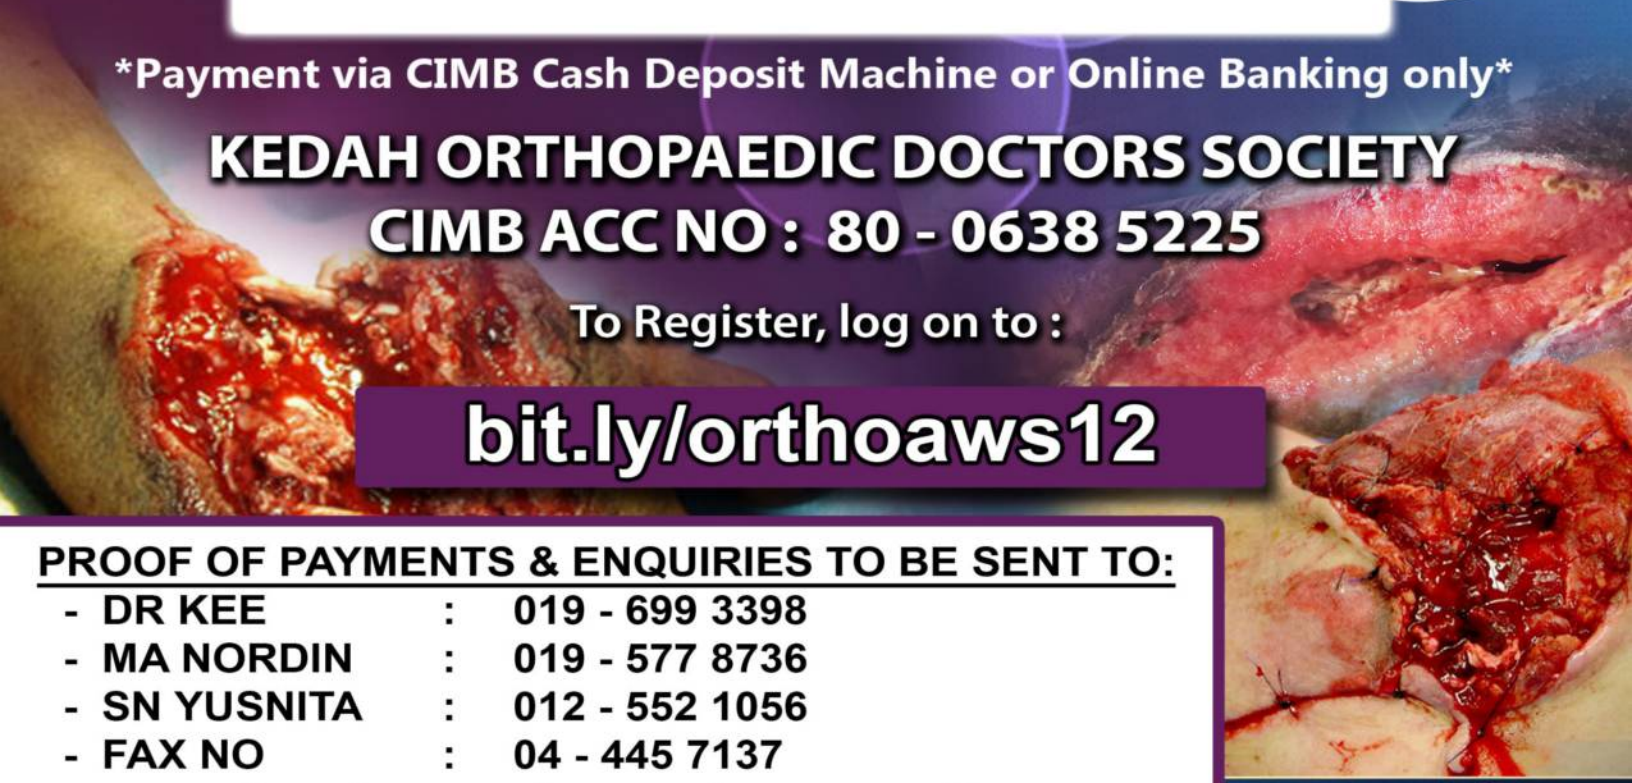 *Payment via CIMB Cash Deposit Machine or Online Banking only*
KEDAH ORTHOPAEDIC DOCTORS SOCIETY
CIMB ACC NO : 80 - 0638 5225
To Register, log on to :
bit.ly/orthoaws12
PROOF OF PAYMENTS & ENQUIRIES TO BE SENT TO:
- DR KEE : 019 - 699 3398
- MA NORDIN : 019 - 577 8736
- SN YUSNITA : 012 - 552 1056
- FAX NO : 04 - 445 7137